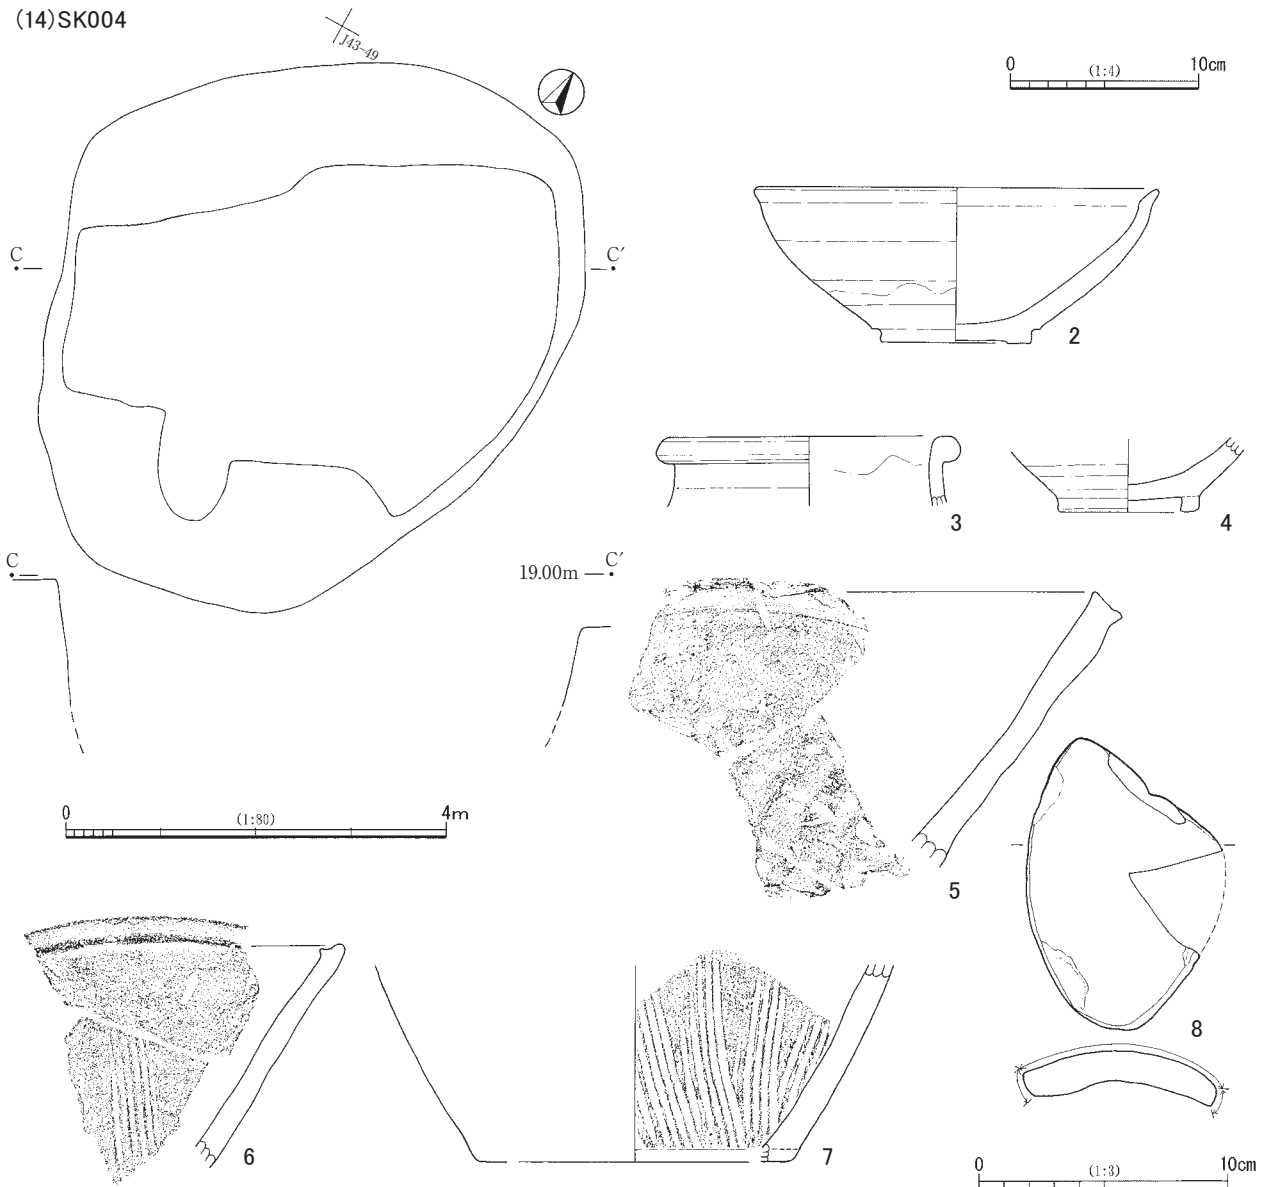 (14)SK004
J43-49
0 (1:4) 10cm
C C′
2
3
4
C 19.00m C′
0 (1:80) 4m
5
8
6
7
0 (1:3) 10cm